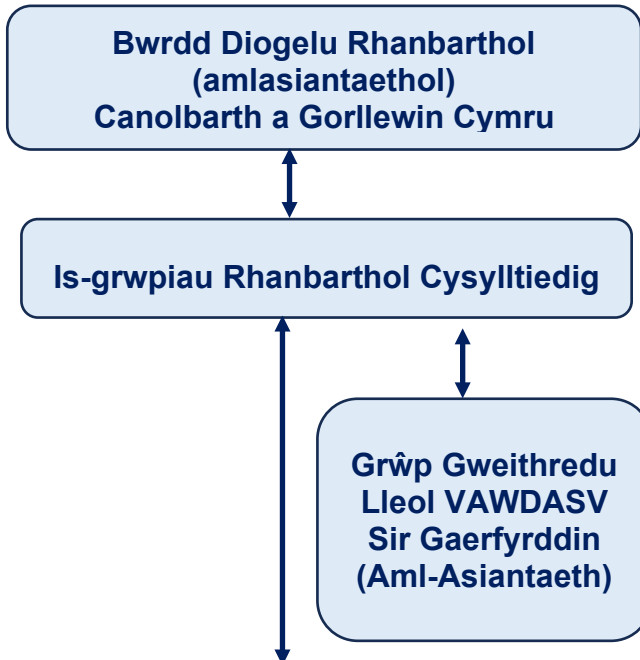 Bwrdd Diogelu Rhanbarthol
(amlasiantaethol)
Canolbarth a Gorllewin Cymru
Is-grwpiau Rhanbarthol Cysylltiedig
Grŵp Gweithredu
Lleol VAWDASV
Sir Gaerfyrddin
(Aml-Asiantaeth)